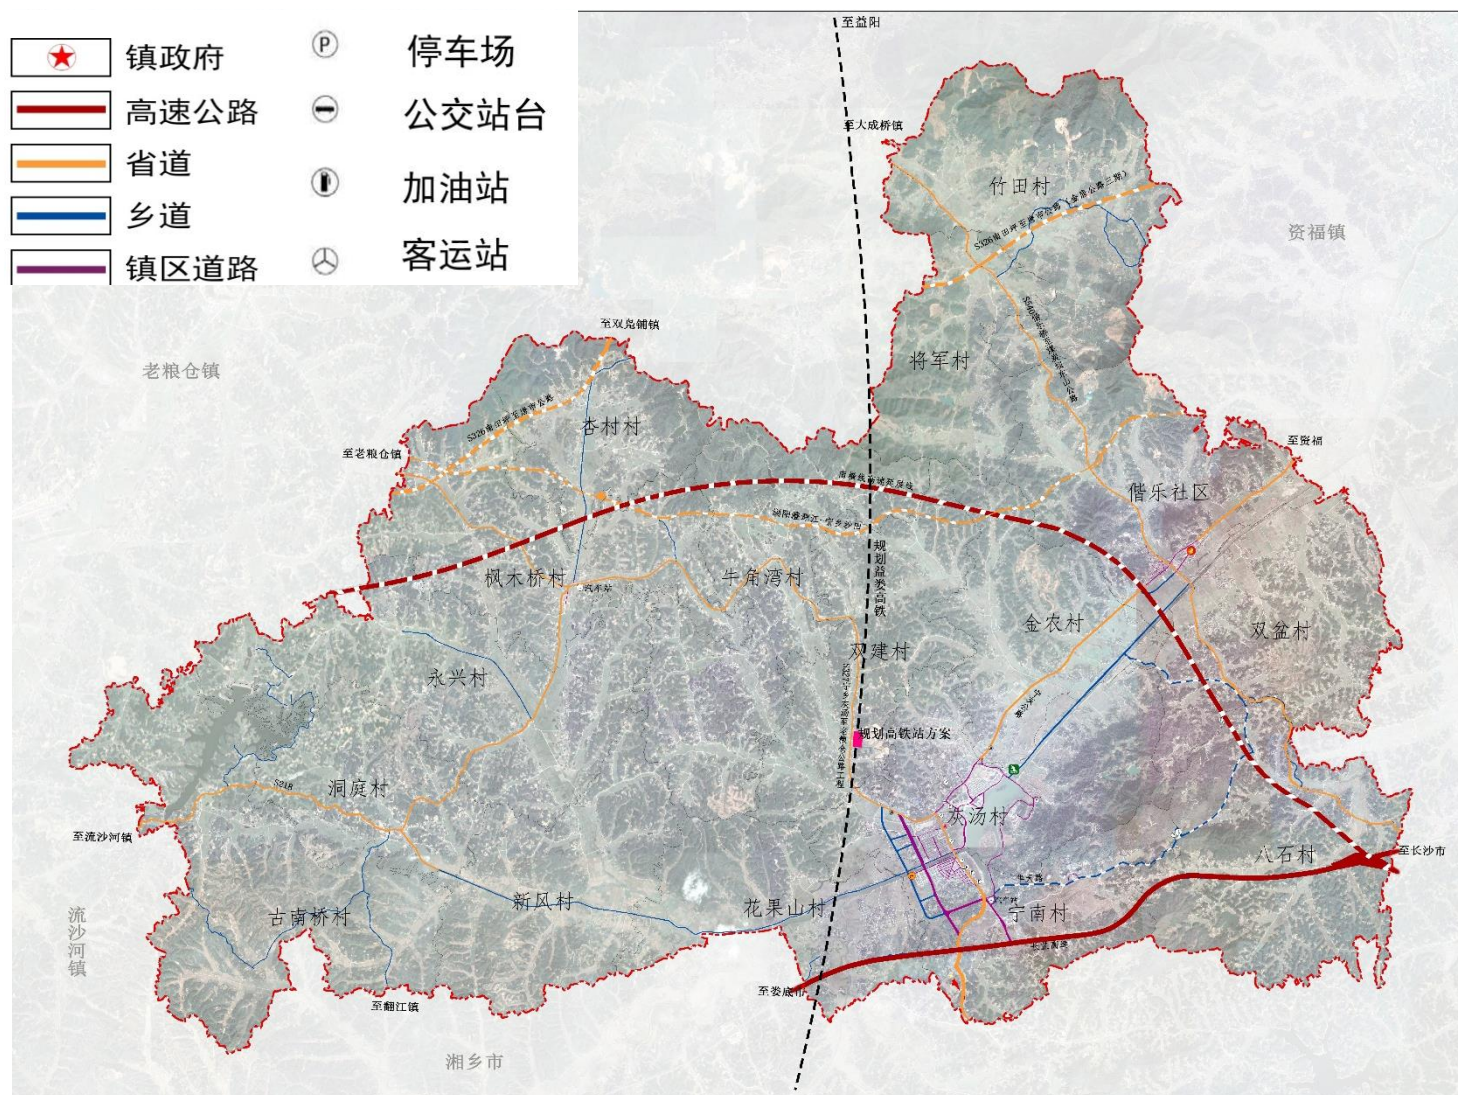 镇政府
高速公路
省道
乡道
镇区道路
停车场
公交站台
加油站
客运站
至益阳
至大成桥镇
竹田村
资福镇
至双凫铺镇
老粮仓镇
将军村
杏村村
至老粮仓镇
至资福
偕乐社区
枫木桥村
汽车站
牛角湾村
规划益娄高铁
金农村
双盆村
双建村
永兴村
规划高铁站方案
洞庭村
S218
灰汤村
至流沙河镇
八石村
至长沙市
新风村
花果山村
古南桥村
宁南村
流沙河镇
至娄底市
至翻江镇
湘乡市